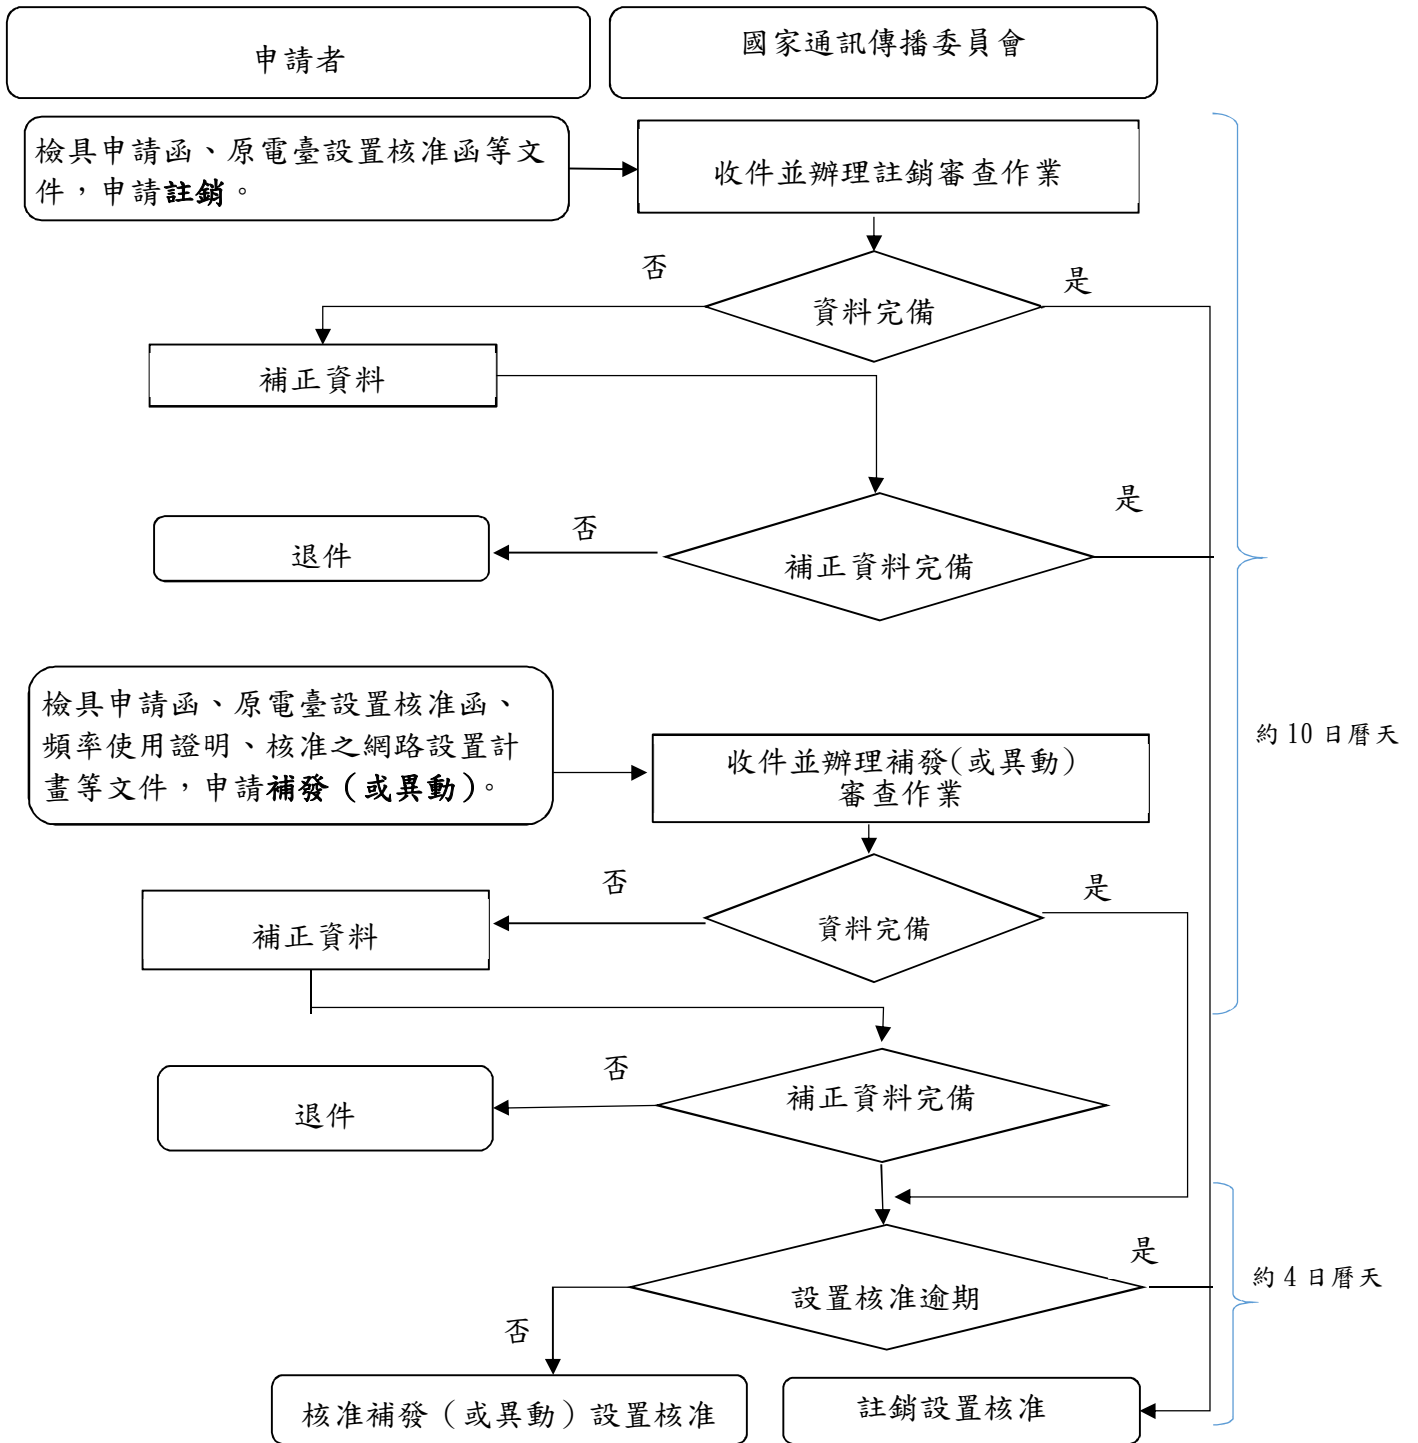 申請者
國家通訊傳播委員會
檢具申請函、原電臺設置核准函等文
件，申請註銷。
收件並辦理註銷審查作業
否
是
資料完備
補正資料
是
否
退件
補正資料完備
檢具申請函、原電臺設置核准函、
頻率使用證明、核准之網路設置計
畫等文件，申請補發（或異動）。
收件並辦理補發(或異動)
審查作業
約 10 日曆天
否
是
資料完備
補正資料
否
補正資料完備
退件
是
約 4 日曆天
設置核准逾期
否
核准補發（或異動）設置核准
註銷設置核准